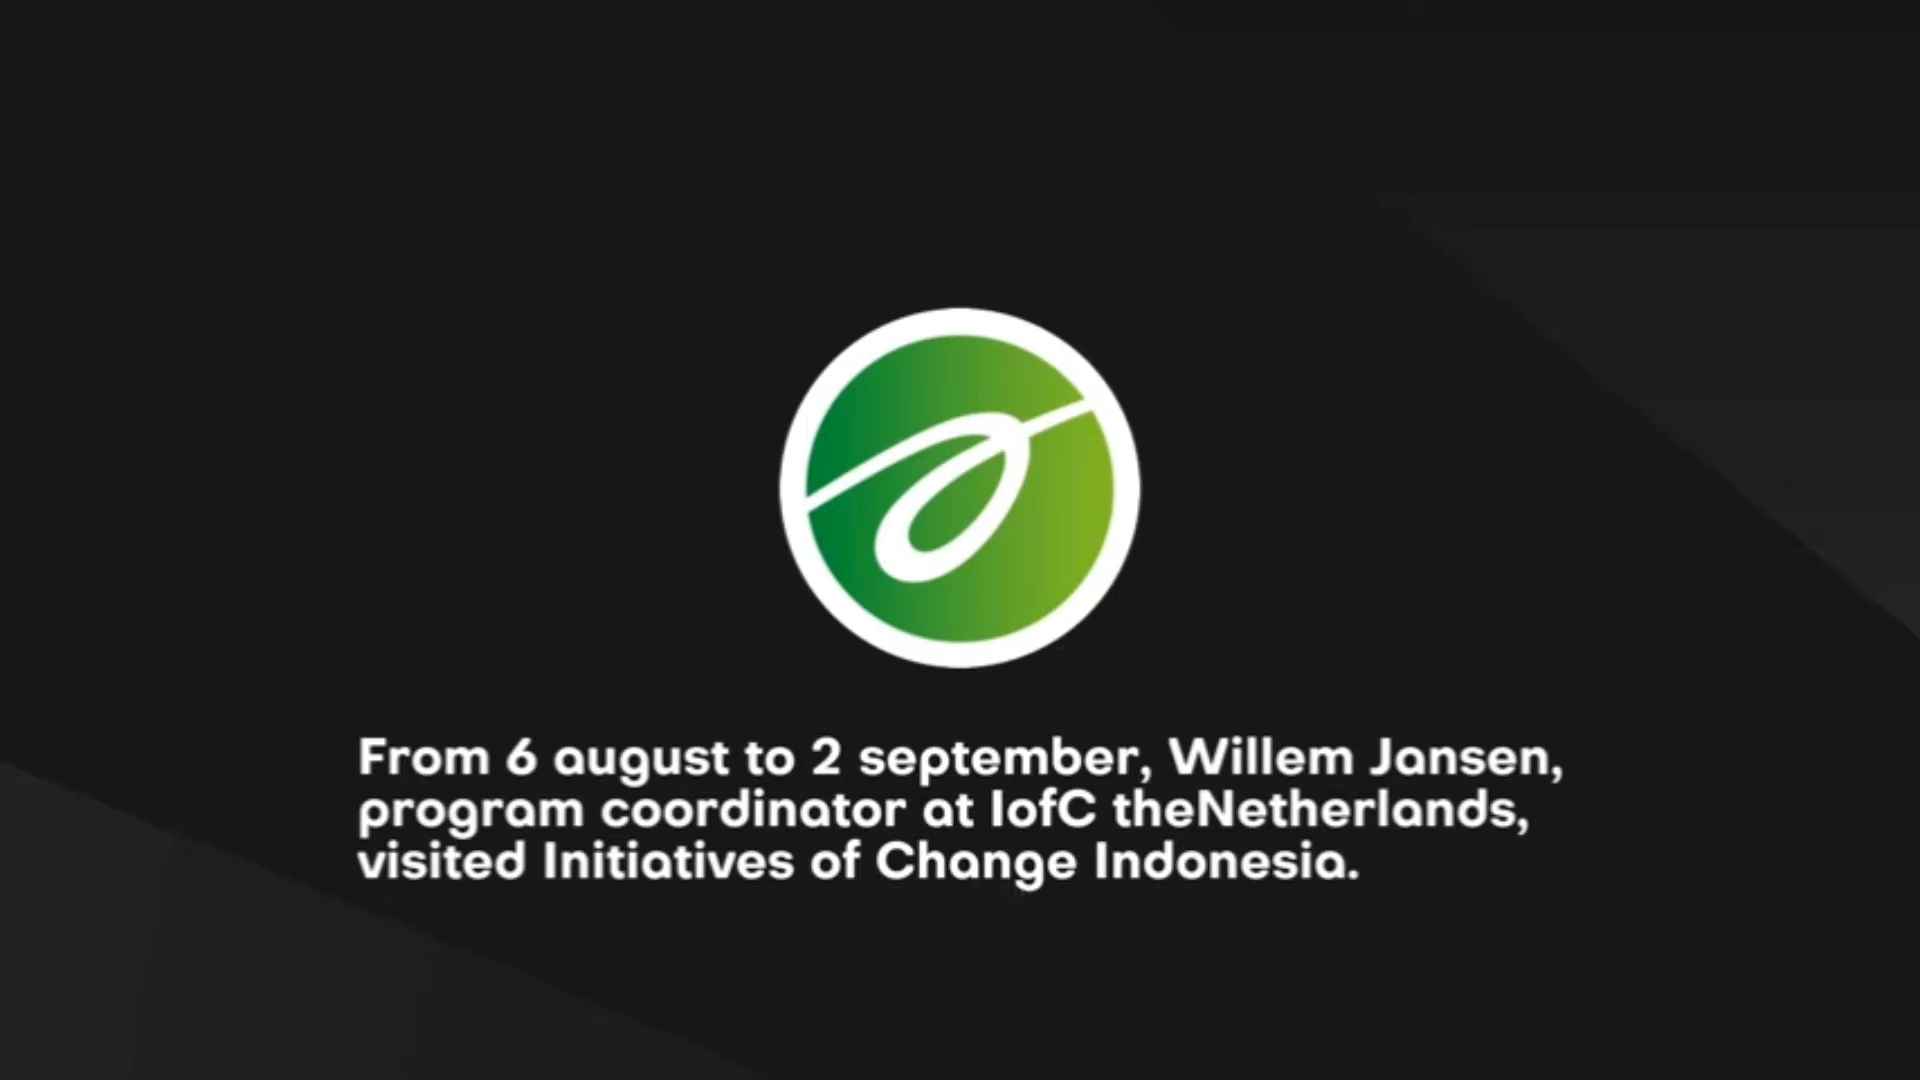 From 6 august to 2 september, Willem Jansen,
program coordinator at IofC theNetherlands,
visited Initiatives of Change Indonesia.